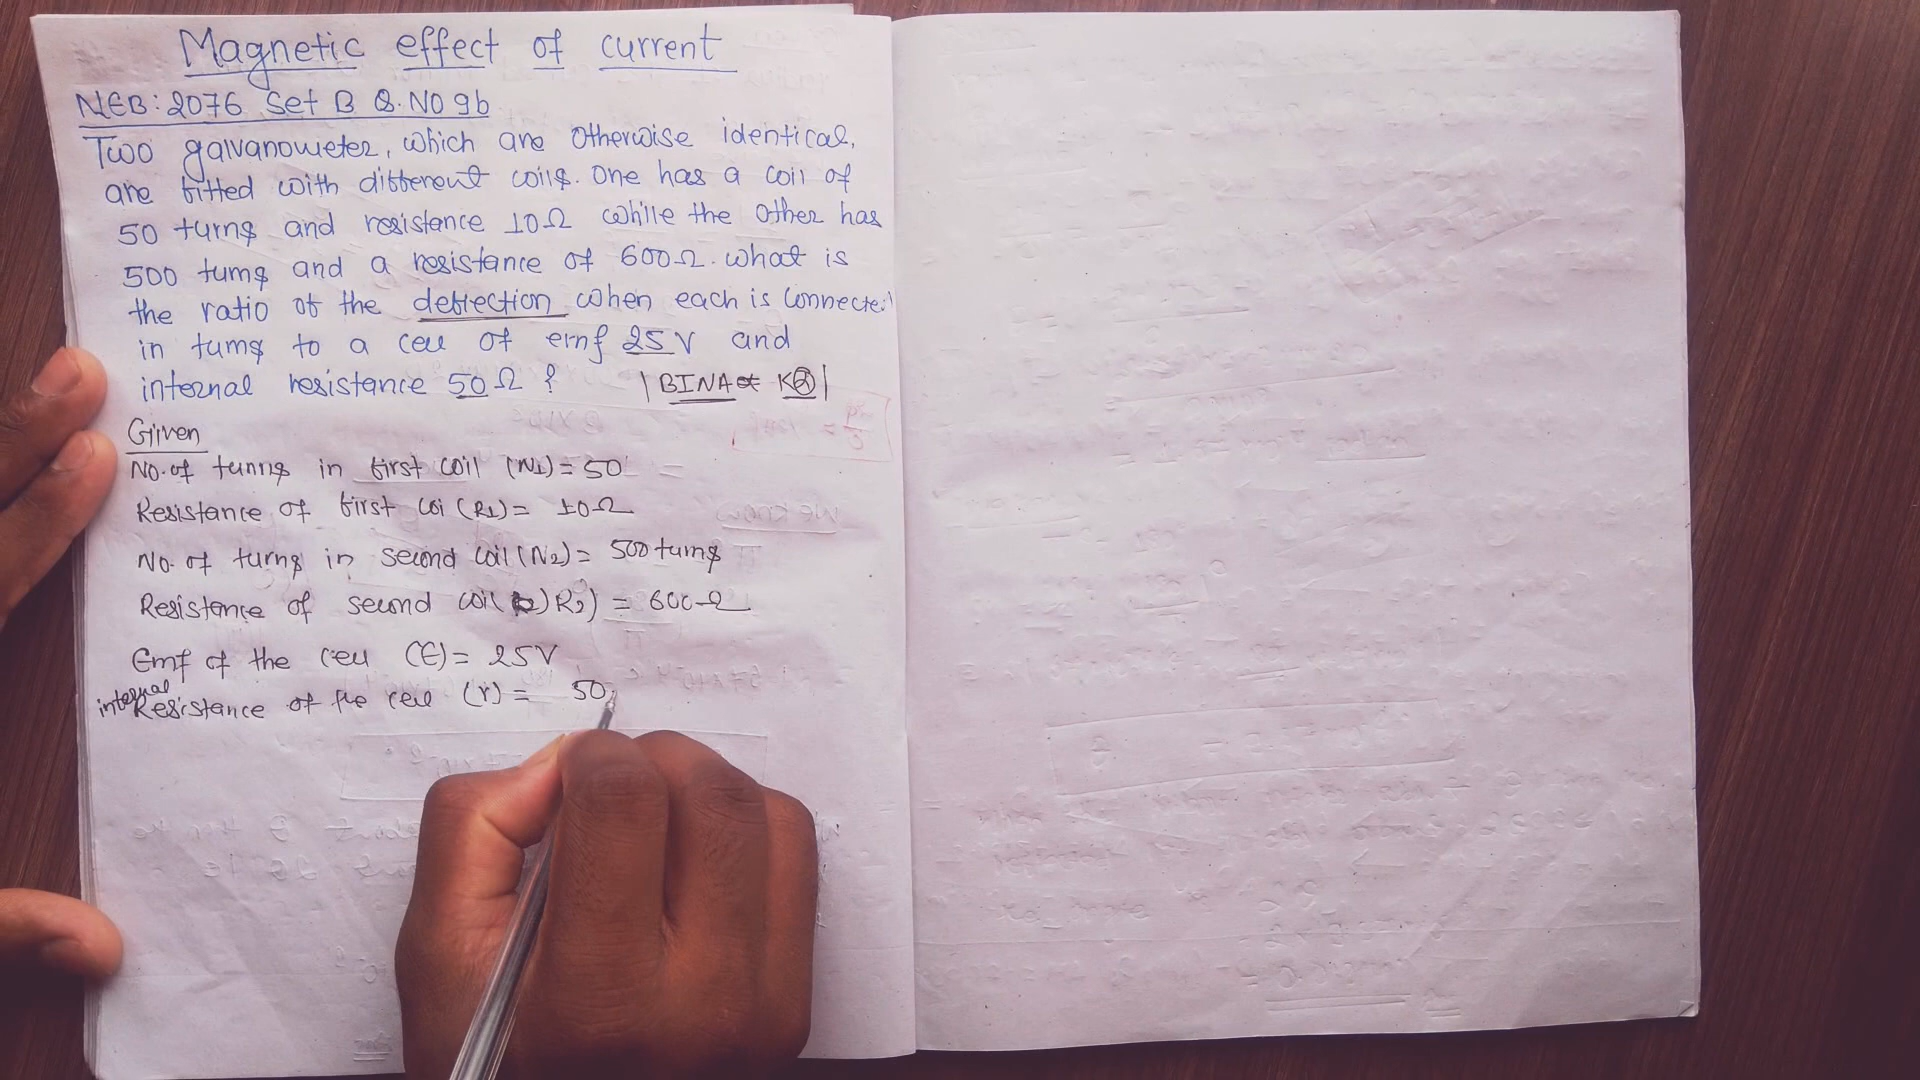 Magnetic effect of current
NEB: 2076 Set B Q.NO 9b
Two galvanometer, which are otherwise identical,
are fitted with different coils. One has a coil of
50 turns and resistance 10Ω while the other has
500 turns and a resistance of 600Ω. what is
the ratio of the deflection when each is connected
in turns to a cell of emf 25 V and
internal resistance 50Ω ? | BINA∝ Kθ |
Given
No. of turns in first coil (N1) = 50
Resistance of first coi (R1) = 10Ω
No. of turns in second coil (N2) = 500 turns
Resistance of second coil R2) = 600Ω
Emf of the cell (E) = 25V
internal
Resistance of the cell (r) = 50